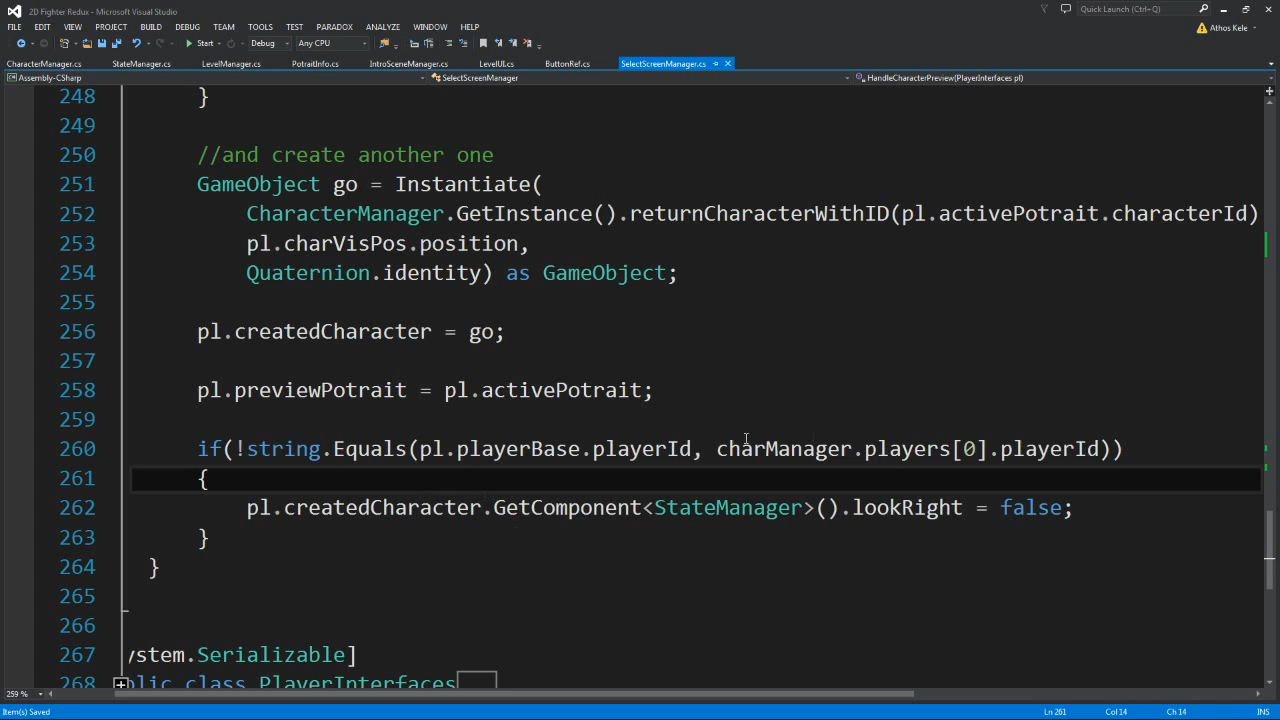 2D Fighter Redux - Microsoft Visual Studio
Quick Launch (Ctrl+Q)
FILE EDIT VIEW PROJECT BUILD DEBUG TEAM TOOLS TEST PARADOX ANALYZE WINDOW HELP
Athos Kele
Start Debug Any CPU
CharacterManager.cs StateManager.cs LevelManager.cs PotraitInfo.cs IntroSceneManager.cs LevelUI.cs ButtonRef.cs SelectScreenManager.cs
Assembly-CSharp SelectScreenManager HandleCharacterPreview(PlayerInterfaces pl)
248 }
249
250 //and create another one
251 GameObject go = Instantiate(
252 CharacterManager.GetInstance().returnCharacterWithID(pl.activePotrait.characterId)
253 pl.charVisPos.position,
254 Quaternion.identity) as GameObject;
255
256 pl.createdCharacter = go;
257
258 pl.previewPotrait = pl.activePotrait;
259
260 if(!string.Equals(pl.playerBase.playerId, charManager.players[0].playerId))
261 {
262 pl.createdCharacter.GetComponent<StateManager>().lookRight = false;
263 }
264 }
265
266
267 ystem.Serializable]
268 blic class PlayerInterfaces
259 %
Item(s) Saved Ln 261 Col 14 Ch 14 INS